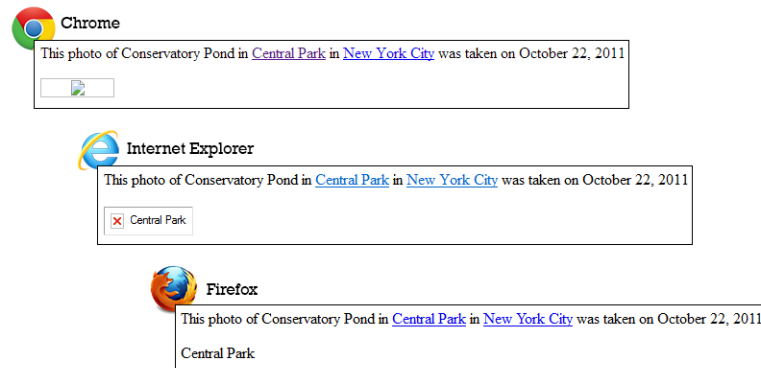 Chrome
This photo of Conservatory Pond in Central Park in New York City was taken on October 22, 2011
Internet Explorer
This photo of Conservatory Pond in Central Park in New York City was taken on October 22, 2011
Central Park
Firefox
This photo of Conservatory Pond in Central Park in New York City was taken on October 22, 2011
Central Park